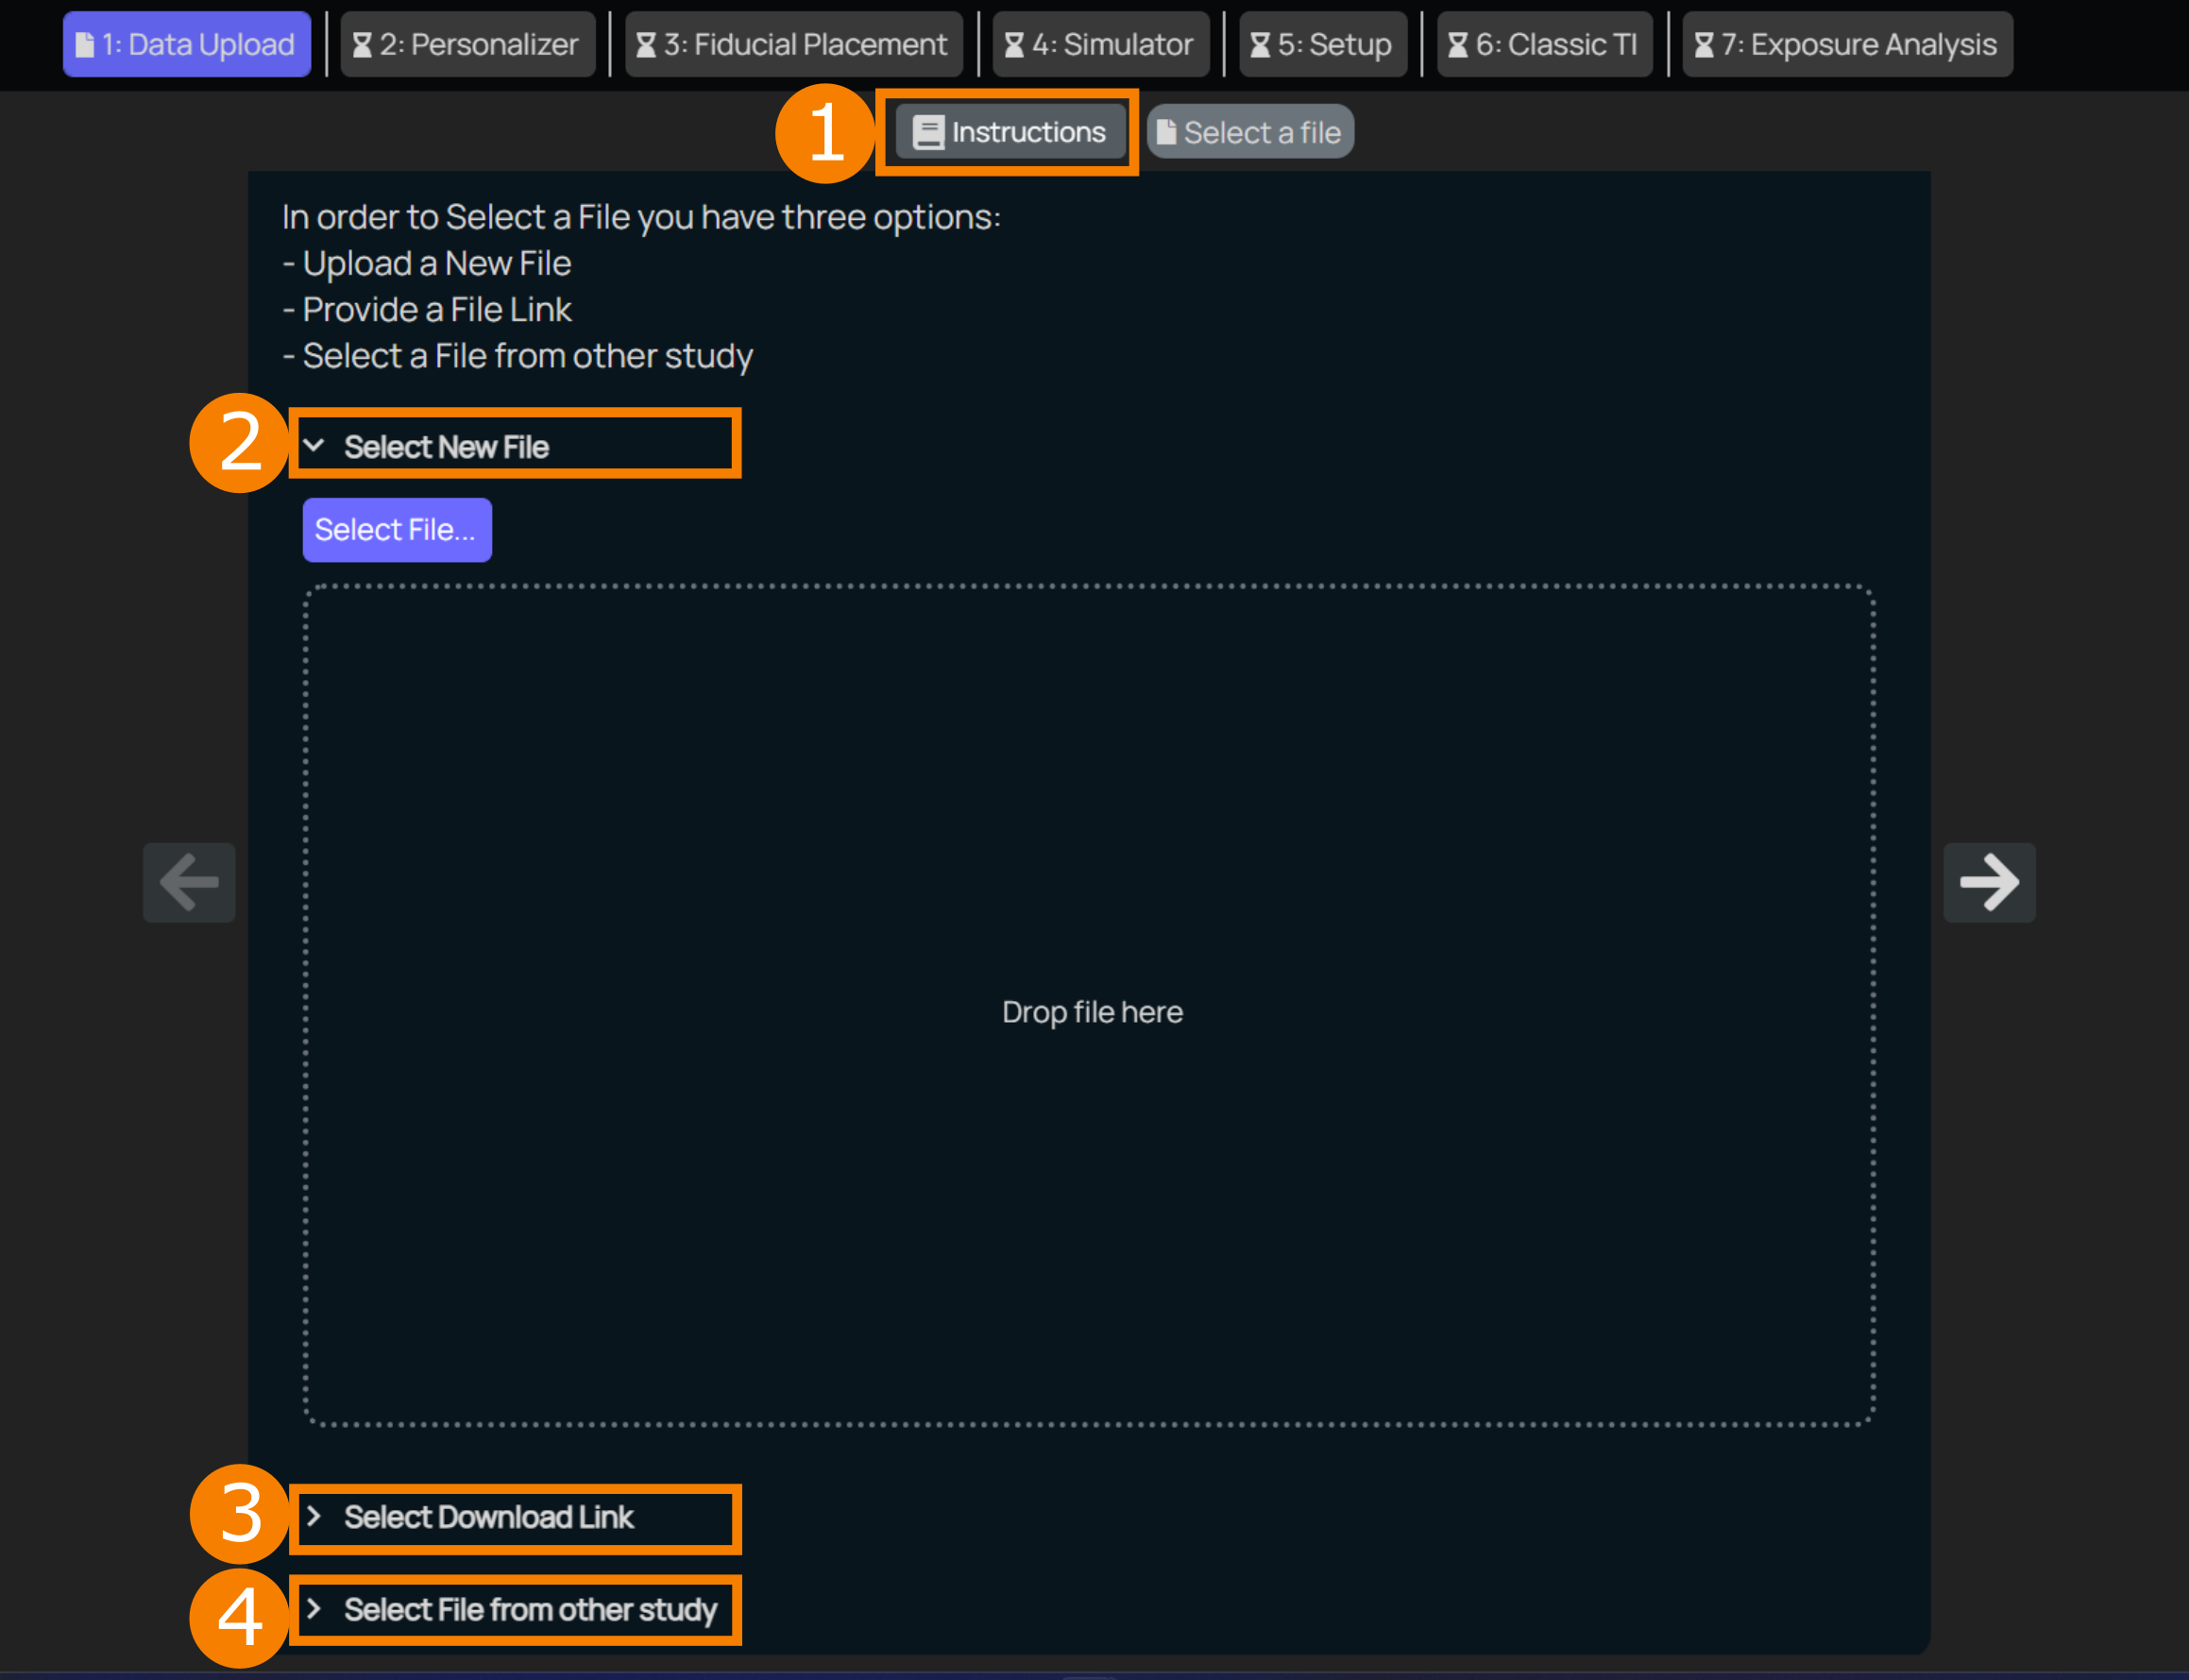 1: Data Upload
2: Personalizer
3: Fiducial Placement
4: Simulator
5: Setup
6: Classic TI
7: Exposure Analysis
1
Instructions
Select a file
In order to Select a File you have three options:
- Upload a New File
- Provide a File Link
- Select a File from other study
2
Select New File
Select File...
Drop file here
3
Select Download Link
4
Select File from other study